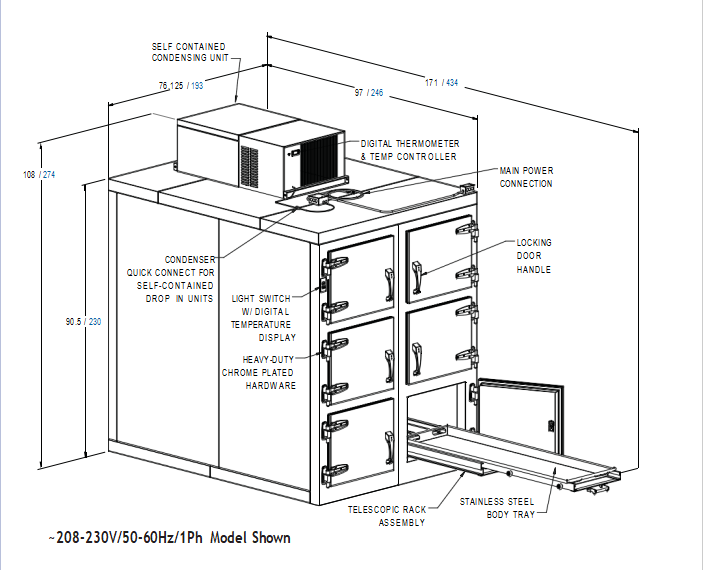 SELF CONTAINED
CONDENSING UNIT
171 / 434
76,125 / 193
97 / 246
DIGITAL THERMOMETER
& TEMP CONTROLLER
108 / 274
MAIN POWER
CONNECTION
CONDENSER
QUICK CONNECT FOR
SELF-CONTAINED
DROP IN UNITS
LOCKING
DOOR
HANDLE
LIGHT SWITCH
W/ DIGITAL
TEMPERATURE
DISPLAY
90.5 / 230
HEAVY-DUTY
CHROME PLATED
HARDWARE
TELESCOPIC RACK
ASSEMBLY
STAINLESS STEEL
BODY TRAY
~208-230V/50-60Hz/1Ph Model Shown